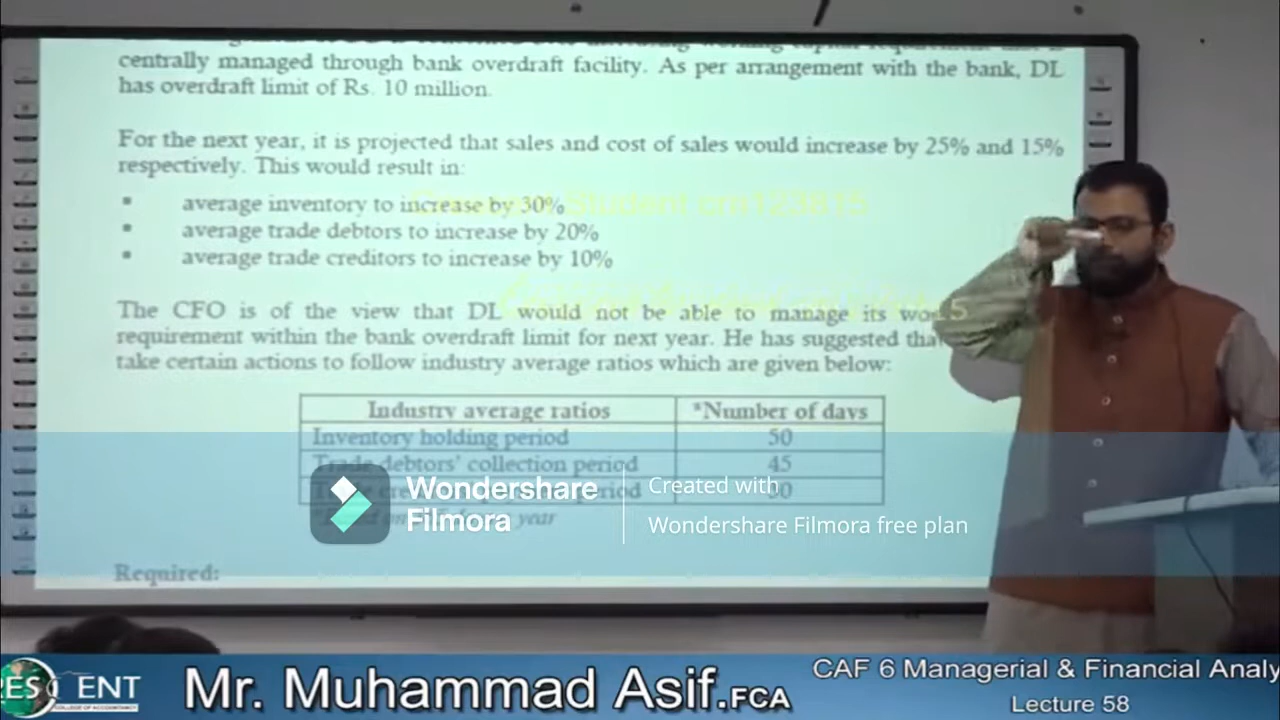 centrally managed through bank overdraft facility. As per arrangement with the bank, DL
has overdraft limit of Rs. 10 million.
For the next year, it is projected that sales and cost of sales would increase by 25% and 15%
respectively. This would result in:
average inventory to increase by 30%
average trade debtors to increase by 20%
average trade creditors to increase by 10%
The CFO is of the view that DL would not be able to manage its
requirement within the bank overdraft limit for next year. He has suggested
take certain actions to follow industry average ratios which are given below:
Industry average ratios *Number of days
Inventory holding period 50
Trade debtors' collection period 45
period
year
Wondershare
Filmora
Created with
Wondershare Filmora free plan
Required:
ENT
Mr. Muhammad Asif.FCA
CAF 6 Managerial & Financial Analy
Lecture 58